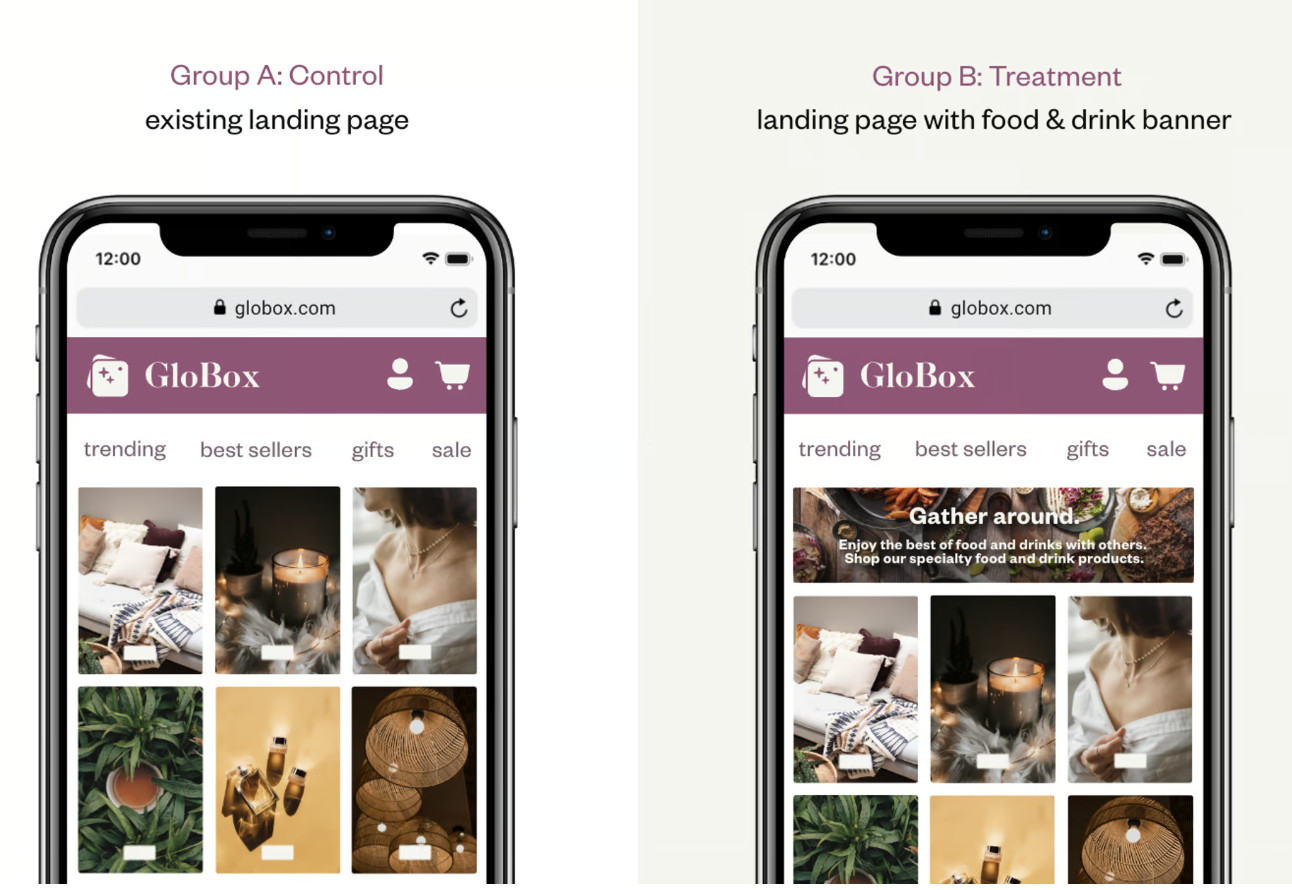 Group A: Control
existing landing page
12:00
globox.com
GloBox
trending best sellers gifts sale
Group B: Treatment
landing page with food & drink banner
12:00
globox.com
GloBox
trending best sellers gifts sale
Gather around.
Enjoy the best of food and drinks with others.
Shop our specialty food and drink products.